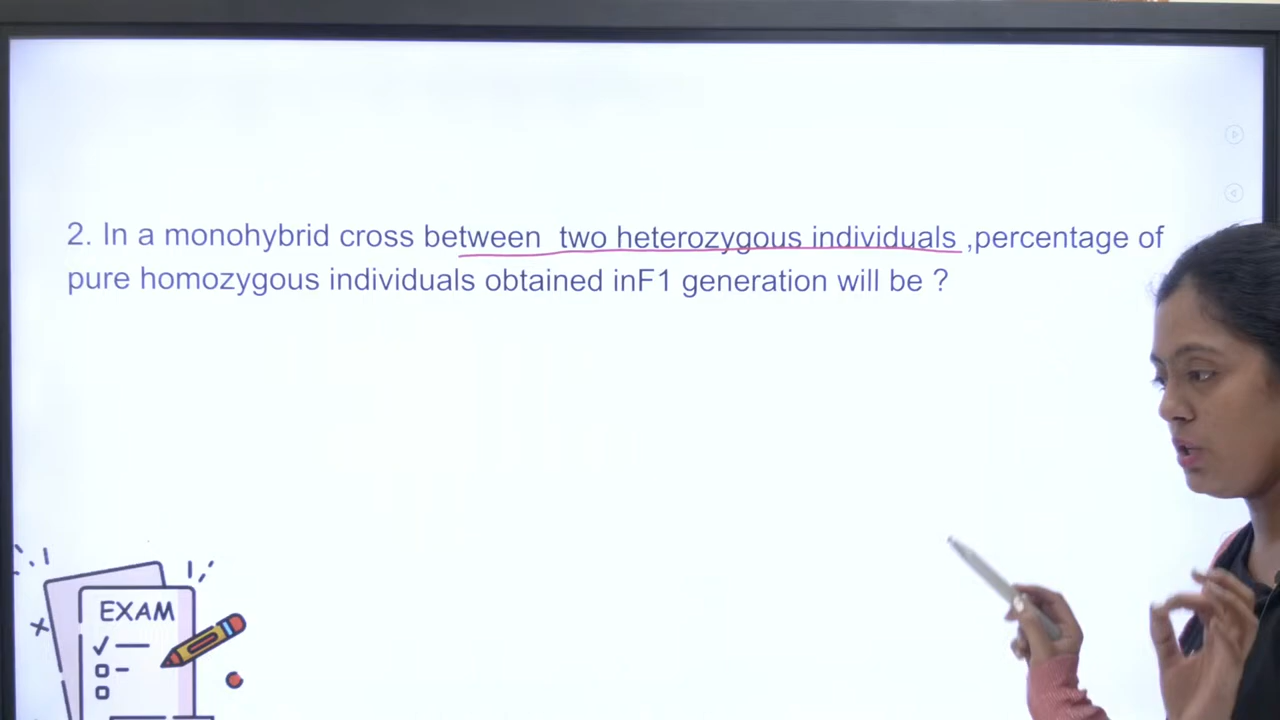 2. In a monohybrid cross between  two heterozygous individuals ,percentage of
pure homozygous individuals obtained inF1 generation will be ?
EXAM